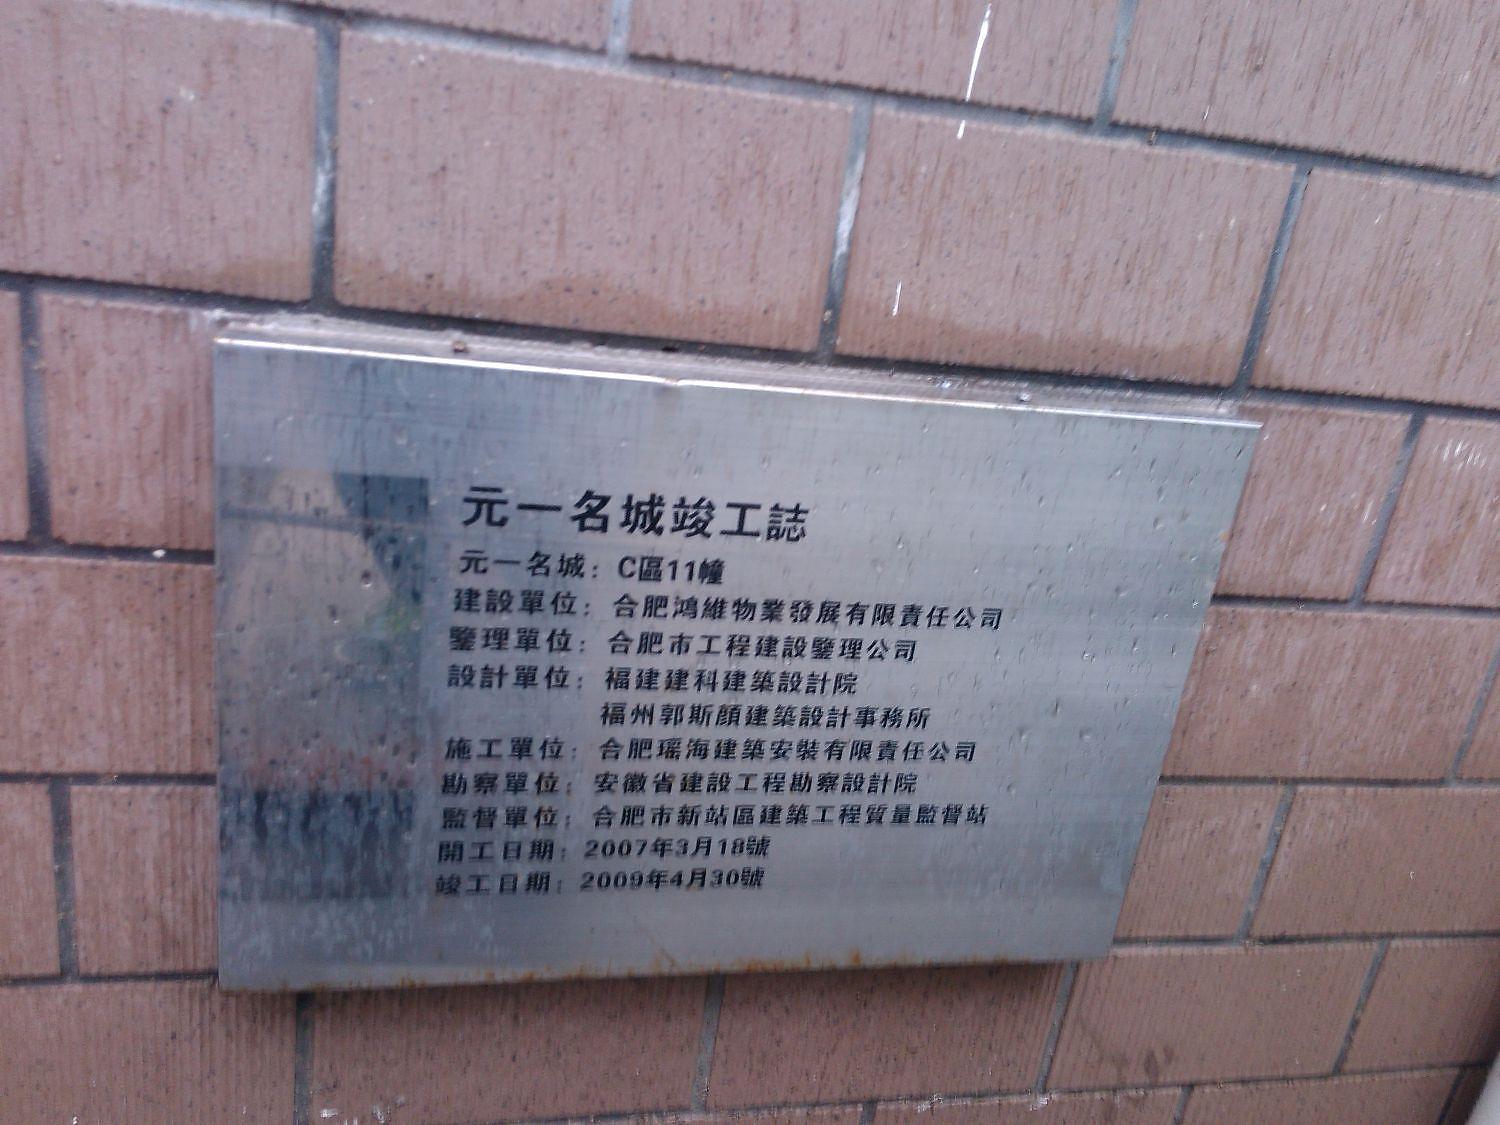 元一名城竣工誌
元一名城：C區11幢
建設單位：合肥鴻維物業發展有限責任公司
鑒理單位：合肥市工程建設鑒理公司
設計單位：福建建科建築設計院
福州郭斯顔建築設計事務所
施工單位：合肥瑶海建築安裝有限責任公司
勘察單位：安徽省建設工程勘察設計院
監督單位：合肥市新站區建築工程質量監督站
開工日期：2007年3月18號
竣工日期：2009年4月30號